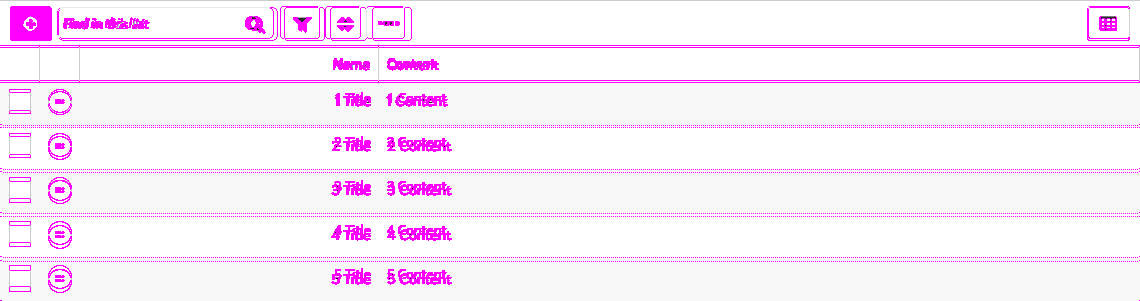 Find in this list
Name Content
1 Title 1 Content
2 Title 2 Content
3 Title 3 Content
4 Title 4 Content
5 Title 5 Content